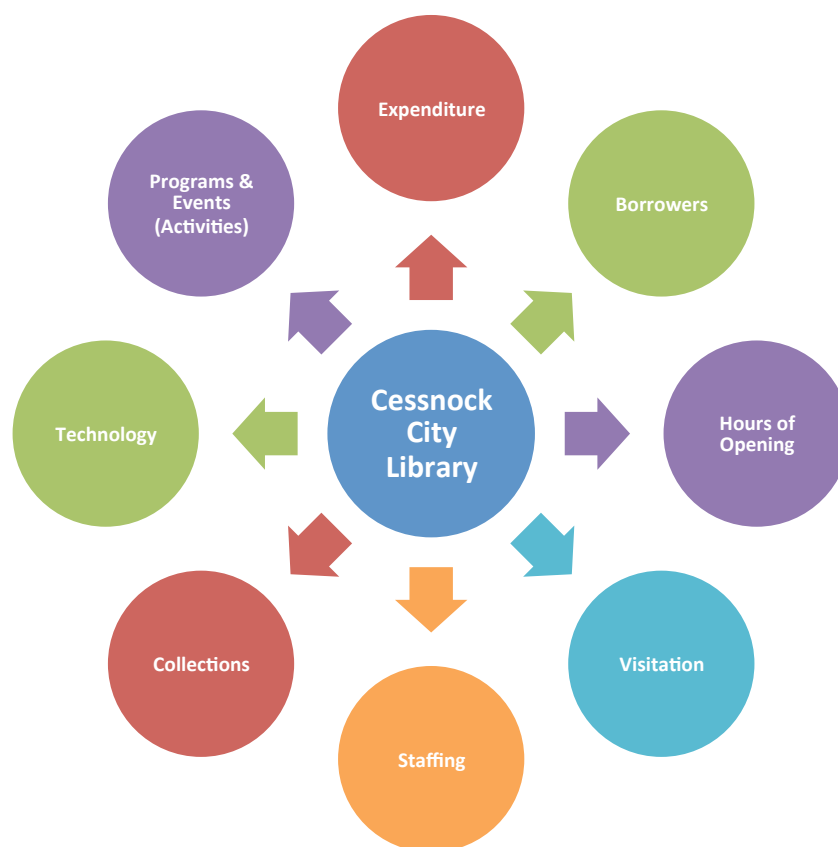 Expenditure
Programs &
Events
(Activities)
Borrowers
Technology
Cessnock
City
Library
Hours of
Opening
Collections
Visitation
Staffing